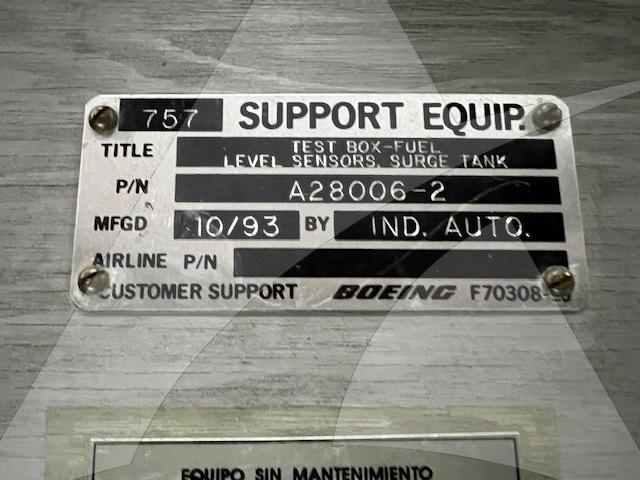 757 SUPPORT EQUIP.
TITLE TEST BOX-FUEL
LEVEL SENSORS, SURGE TANK
P/N A28006-2
MFGD 10/93 BY IND. AUTO.
AIRLINE P/N
CUSTOMER SUPPORT BOEING
EQUIPO SIN MANTENIMIENTO